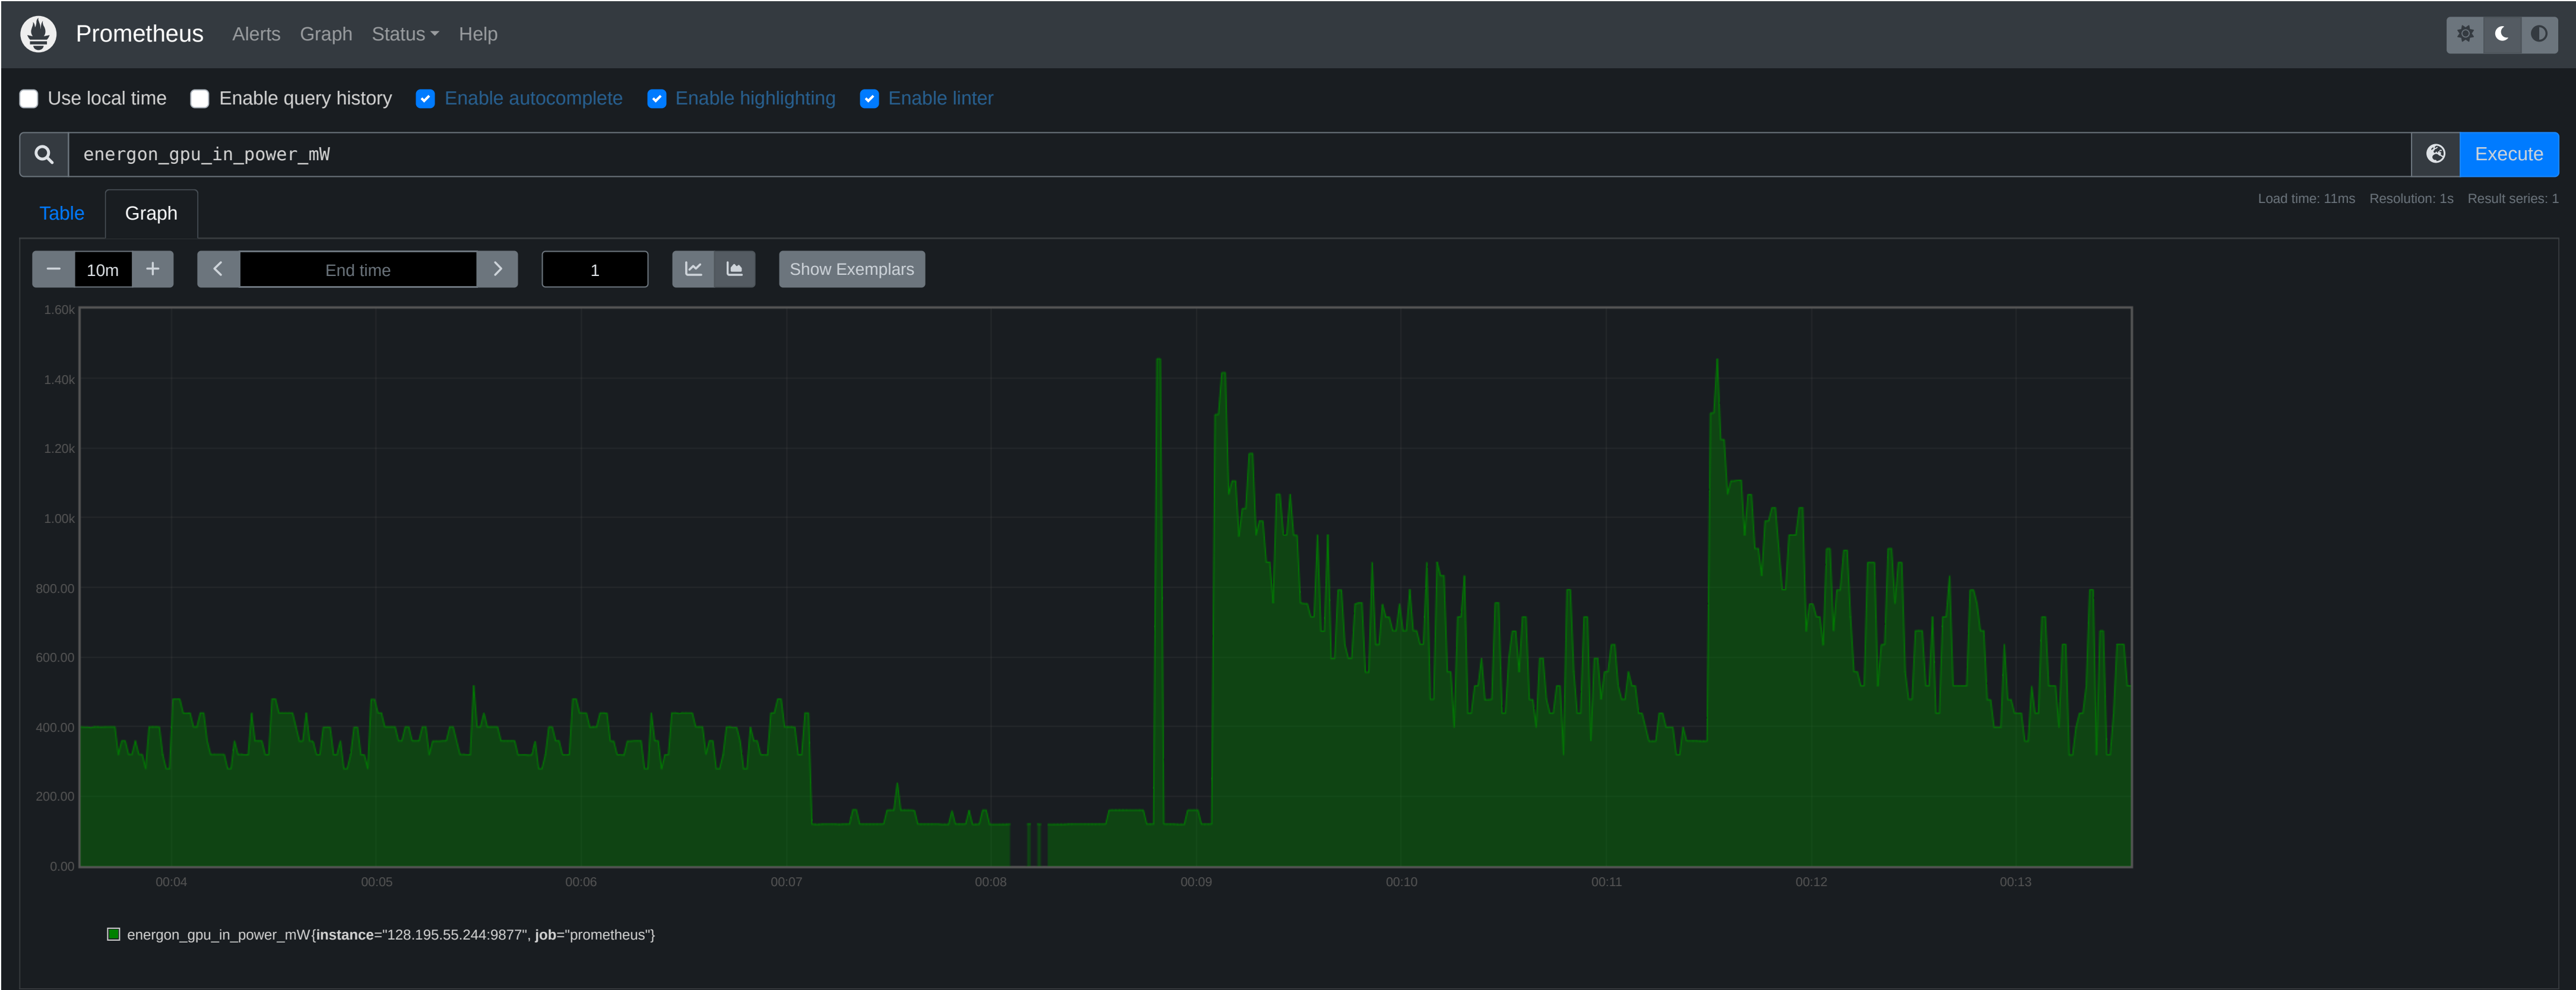 Prometheus Alerts Graph Status Help
Use local time Enable query history Enable autocomplete Enable highlighting Enable linter
energon_gpu_in_power_mW Execute
Load time: 11ms Resolution: 1s Result series: 1
Table Graph
10m End time 1 Show Exemplars
1.60k
1.40k
1.20k
1.00k
800.00
600.00
400.00
200.00
0.00
00:04 00:05 00:06 00:07 00:08 00:09 00:10 00:11 00:12 00:13
energon_gpu_in_power_mW{instance="128.195.55.244:9877", job="prometheus"}